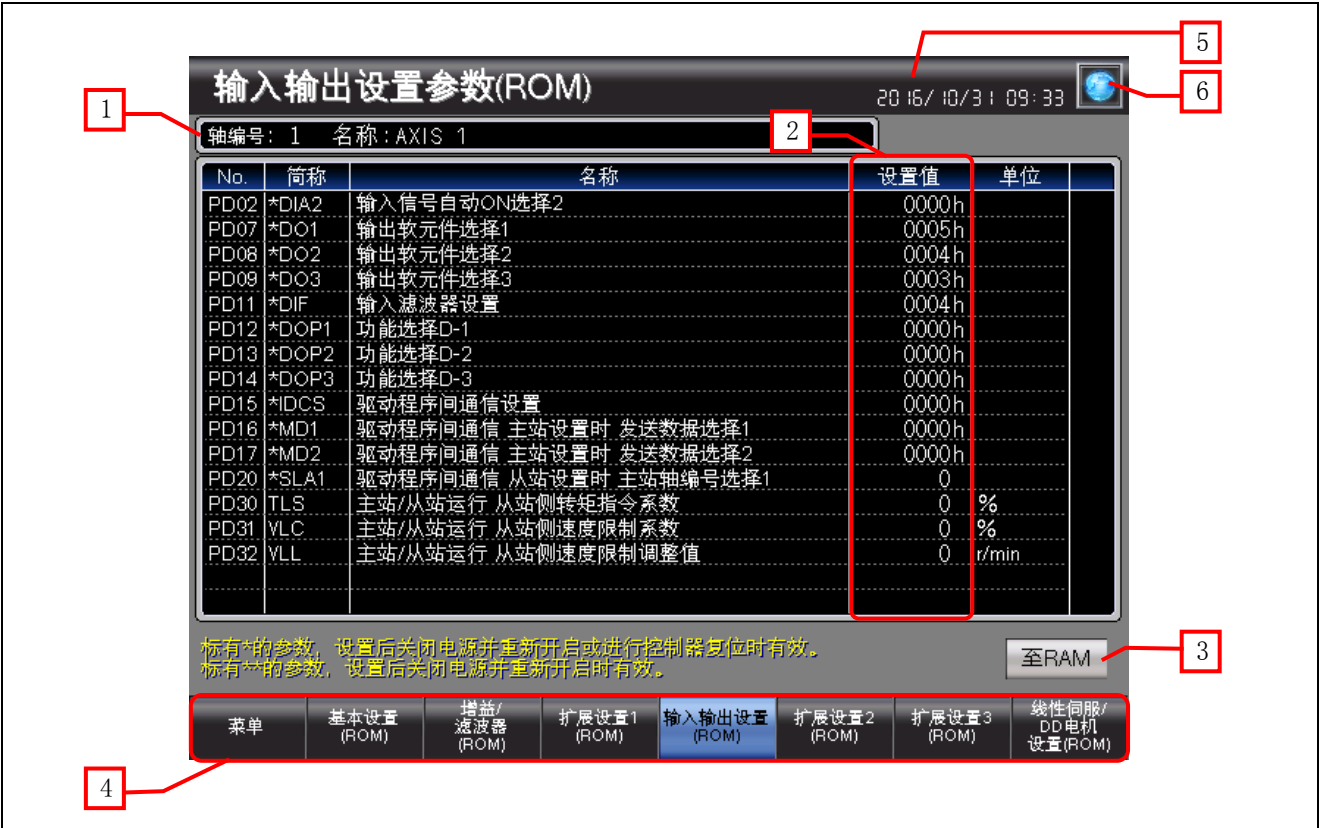 5
输入输出设置参数(ROM)
2016/10/31 09:33
6
1
轴编号: 1 名称:AXIS 1
2
No. 简称 名称 设置值 单位
PD02 *DIA2 输入信号自动ON选择2 0000h
PD07 *DO1 输出软元件选择1 0005h
PD08 *DO2 输出软元件选择2 0004h
PD09 *DO3 输出软元件选择3 0003h
PD11 *DIF 输入滤波器设置 0004h
PD12 *DOP1 功能选择D-1 0000h
PD13 *DOP2 功能选择D-2 0000h
PD14 *DOP3 功能选择D-3 0000h
PD15 *IDCS 驱动程序间通信设置 0000h
PD16 *MD1 驱动程序间通信 主站设置时 发送数据选择1 0000h
PD17 *MD2 驱动程序间通信 主站设置时 发送数据选择2 0000h
PD20 *SLA1 驱动程序间通信 从站设置时 主站轴编号选择1 0
PD30 TLS 主站/从站运行 从站侧转矩指令系数 0 %
PD31 VLC 主站/从站运行 从站侧速度限制系数 0 %
PD32 VLL 主站/从站运行 从站侧速度限制调整值 0 r/min
标有*的参数，设置后关闭电源并重新开启或进行控制器复位时有效。
标有**的参数，设置后关闭电源并重新开启时有效。
至RAM
3
菜单
基本设置
(ROM)
增益/
滤波器
(ROM)
扩展设置1
(ROM)
输入输出设置
(ROM)
扩展设置2
(ROM)
扩展设置3
(ROM)
线性伺服/
DD电机
设置(ROM)
4